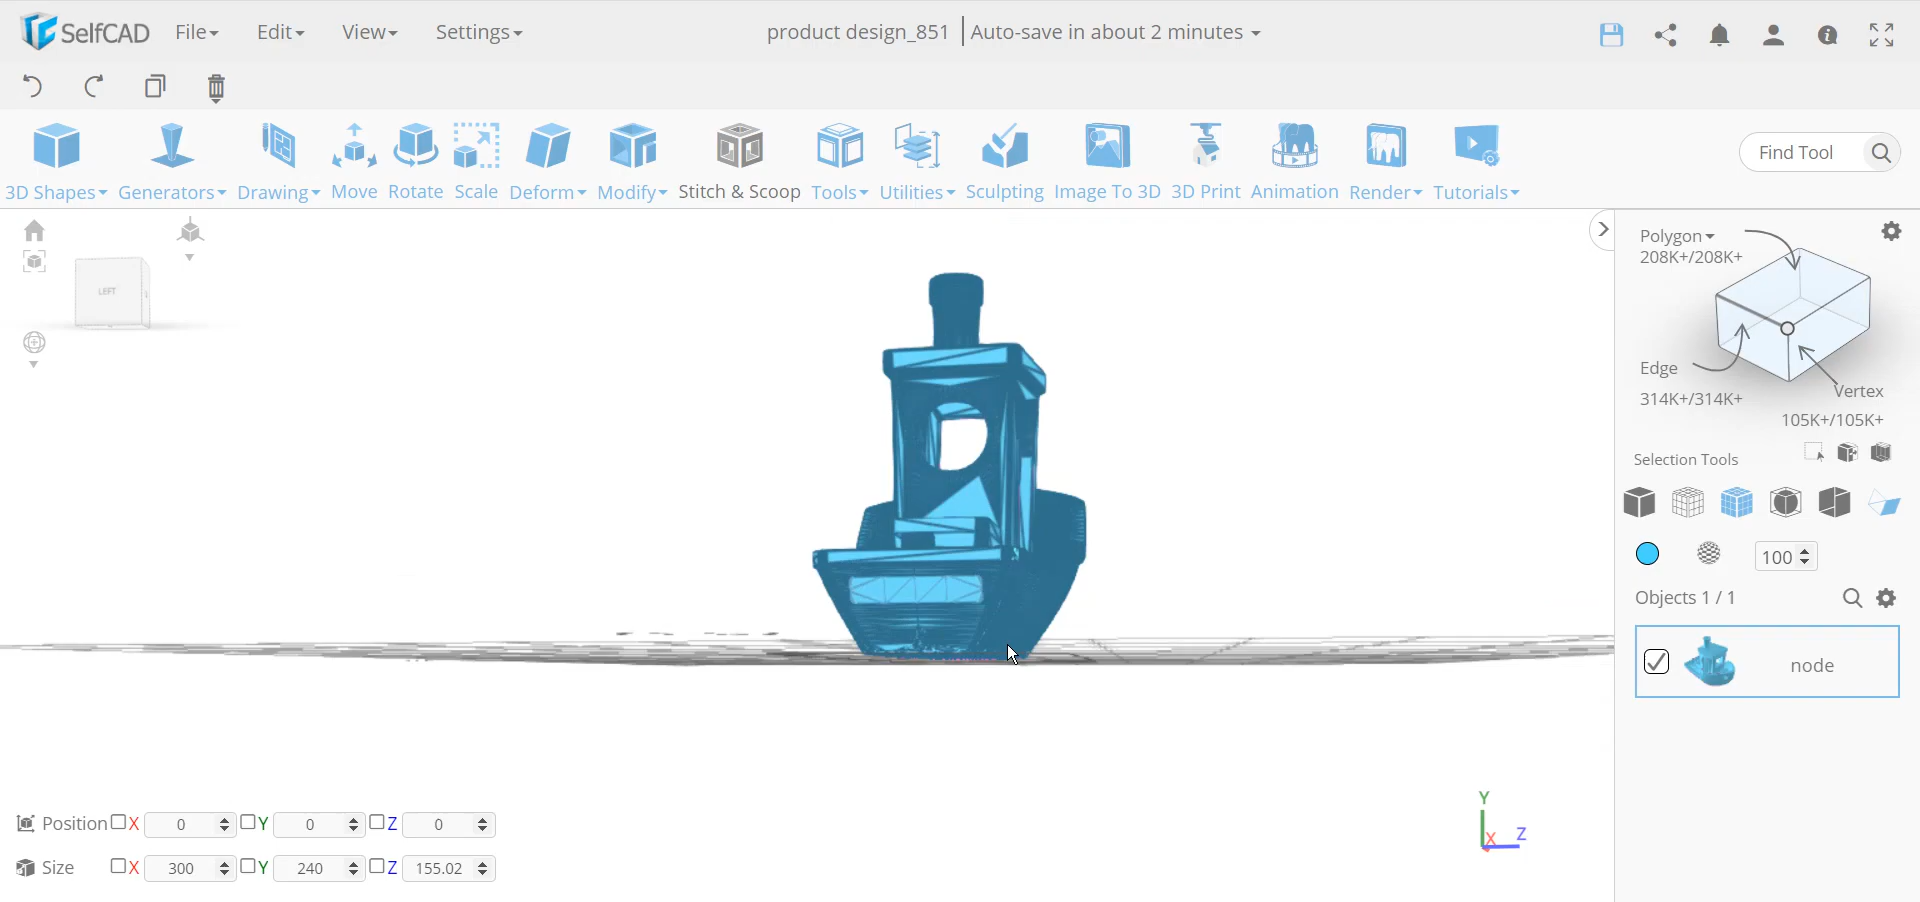 SelfCAD File Edit View Settings product design_851 Auto-save in about 2 minutes
3D Shapes Generators Drawing Move Rotate Scale Deform Modify Stitch & Scoop Tools Utilities Sculpting Image To 3D 3D Print Animation Render Tutorials
Find Tool
LEFT
Polygon
208K+/208K+
Edge
314K+/314K+
Vertex
105K+/105K+
Selection Tools
100
Objects 1 / 1
node
Y
Z
X
Position X 0 Y 0 Z 0
Size X 300 Y 240 Z 155.02